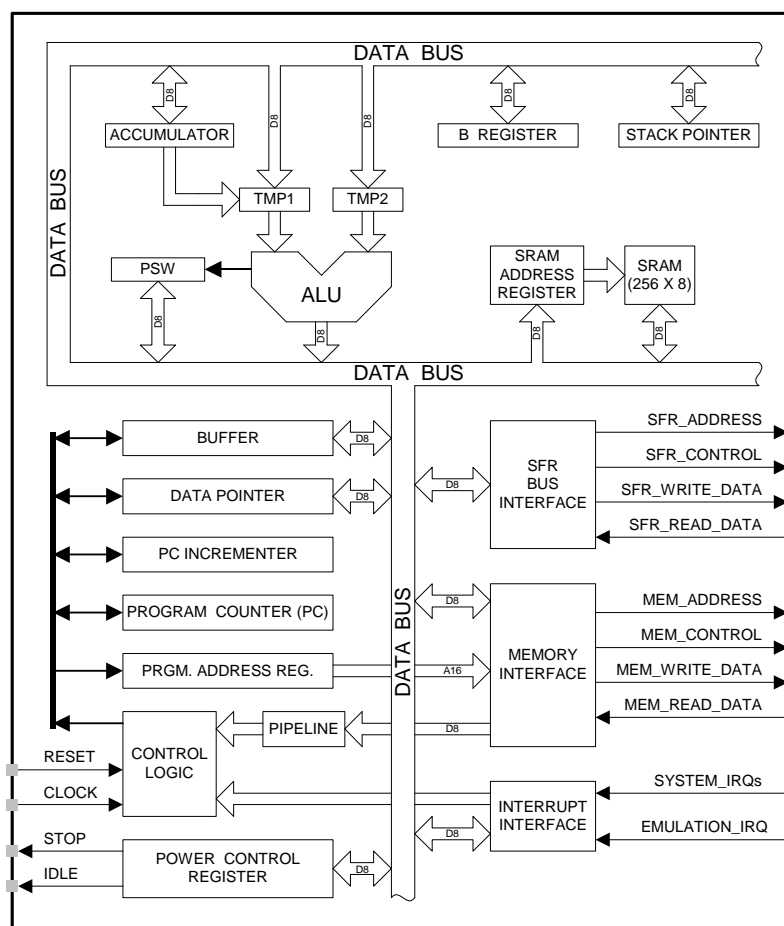 DATA BUS
D8
D8
D8
D8
D8
ACCUMULATOR
B REGISTER
STACK POINTER
DATA BUS
TMP1
TMP2
PSW
ALU
SRAM
ADDRESS
REGISTER
SRAM
(256 X 8)
D8
D8
D8
D8
DATA BUS
BUFFER
D8
DATA POINTER
D8
PC INCREMENTER
PROGRAM COUNTER (PC)
PRGM. ADDRESS REG.
A16
DATA BUS
D8
SFR
BUS
INTERFACE
SFR_ADDRESS
SFR_CONTROL
SFR_WRITE_DATA
SFR_READ_DATA
D8
MEMORY
INTERFACE
MEM_ADDRESS
MEM_CONTROL
MEM_WRITE_DATA
MEM_READ_DATA
CONTROL
LOGIC
PIPELINE
D8
RESET
CLOCK
STOP
IDLE
POWER CONTROL
REGISTER
D8
D8
INTERRUPT
INTERFACE
SYSTEM_IRQs
EMULATION_IRQ